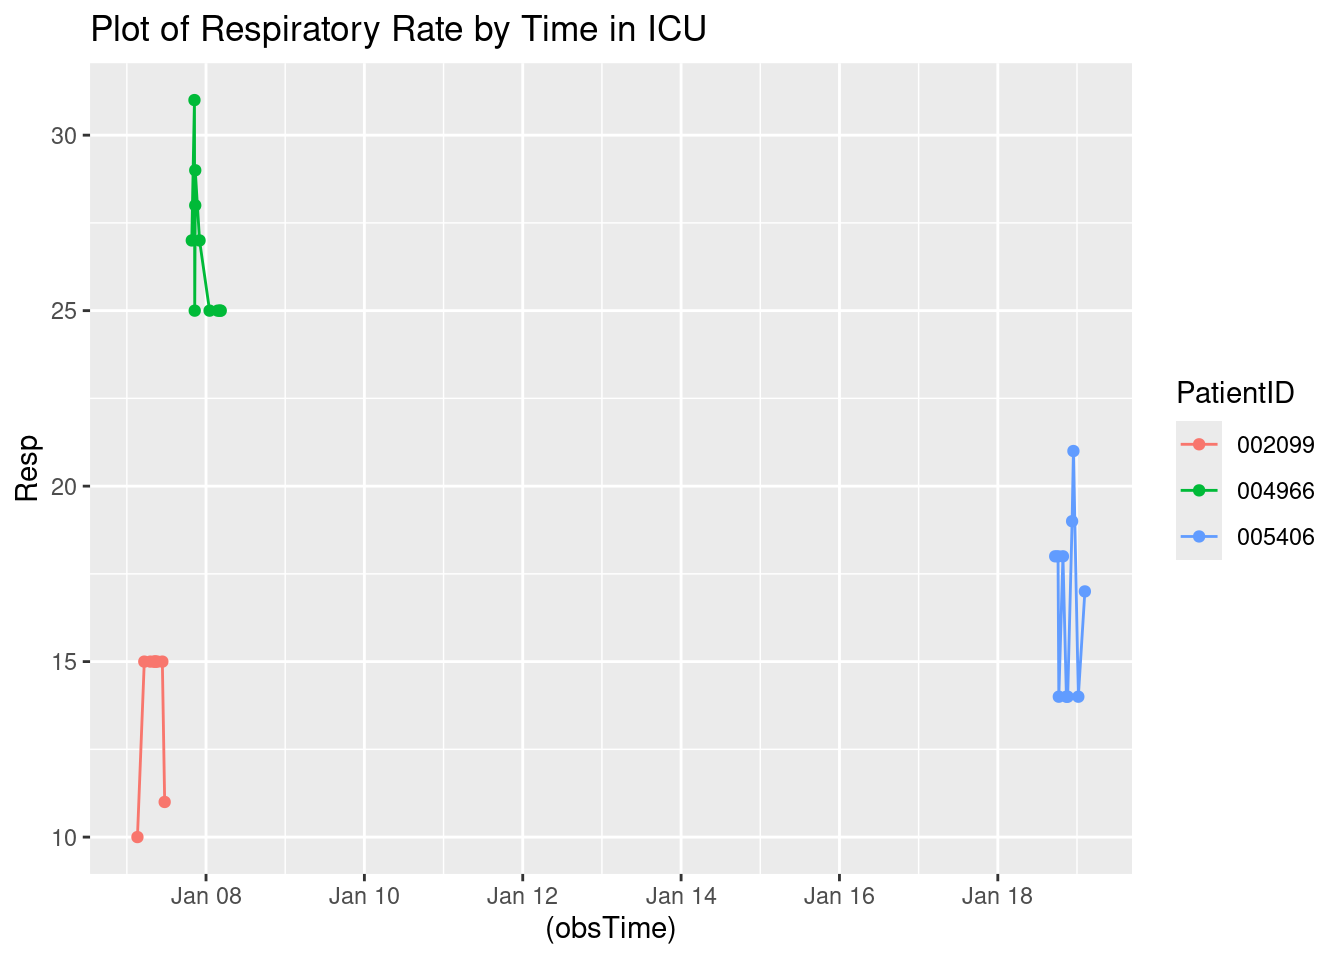 Plot of Respiratory Rate by Time in ICU
30
25
20
15
10
Resp
Jan 08 Jan 10 Jan 12 Jan 14 Jan 16 Jan 18
(obsTime)
PatientID
002099
004966
005406